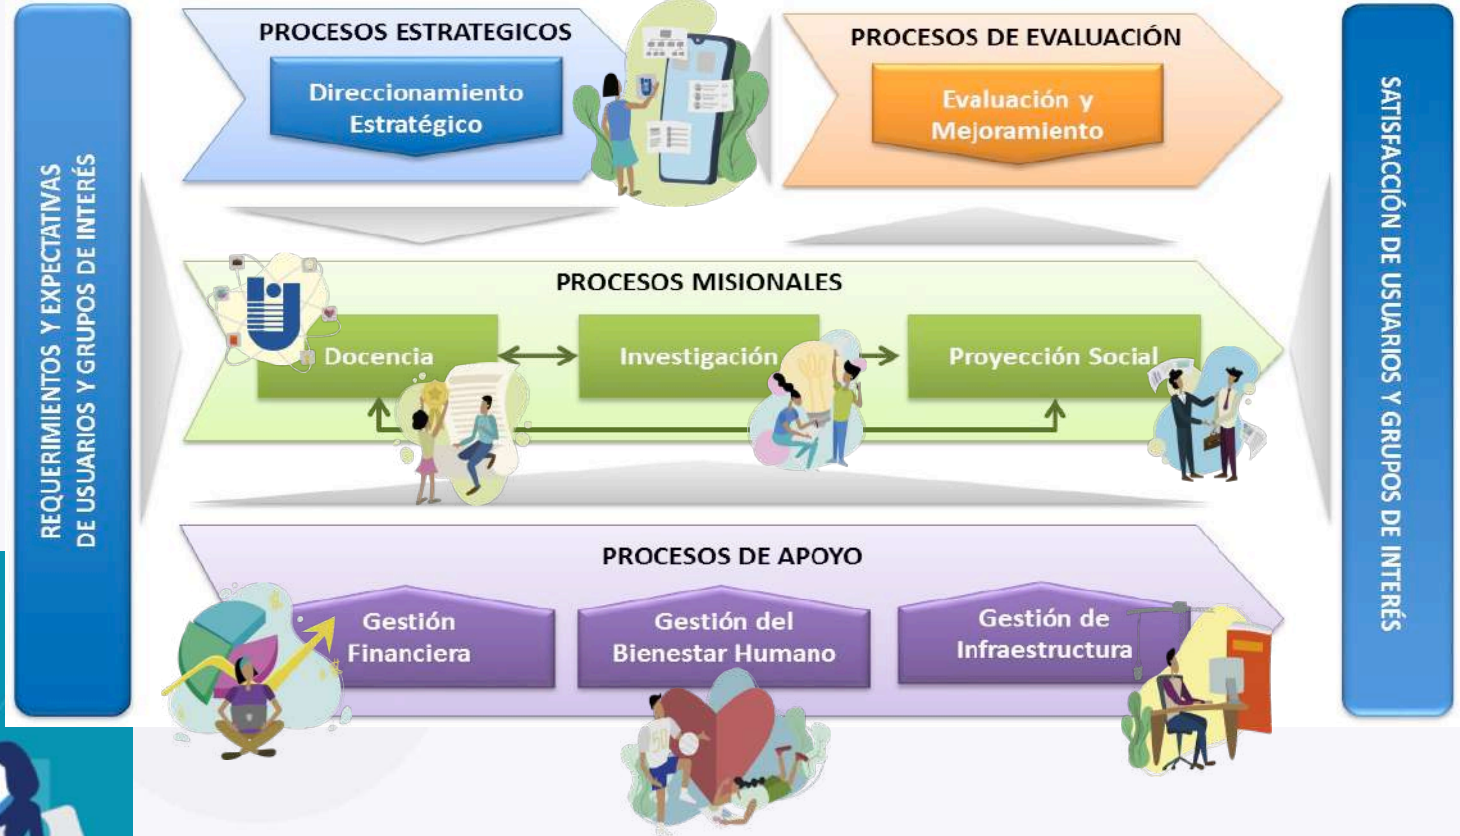 REQUERIMIENTOS Y EXPECTATIVAS
DE USUARIOS Y GRUPOS DE INTERÉS
PROCESOS ESTRATEGICOS
Direccionamiento
Estratégico
PROCESOS DE EVALUACIÓN
Evaluación y
Mejoramiento
PROCESOS MISIONALES
Docencia
Investigación
Proyección Social
PROCESOS DE APOYO
Gestión
Financiera
Gestión del
Bienestar Humano
Gestión de
Infraestructura
SATISFACCIÓN DE USUARIOS Y GRUPOS DE INTERÉS